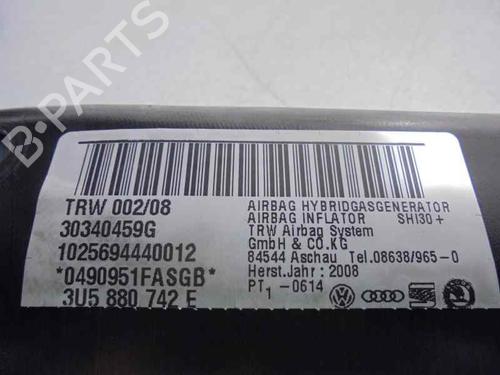 B-PARTS
TRW 002/08
30340459G
1025694440012
*0490951FASGB*
3U5 880 742 E
AIRBAG HYBRIDGASGENERATOR
AIRBAG INFLATOR SHI30+
TRW Airbag System
GmbH & CO.KG
84544 Aschau Tel.08638/965-0
Herst.Jahr: 2008
PT1-0614